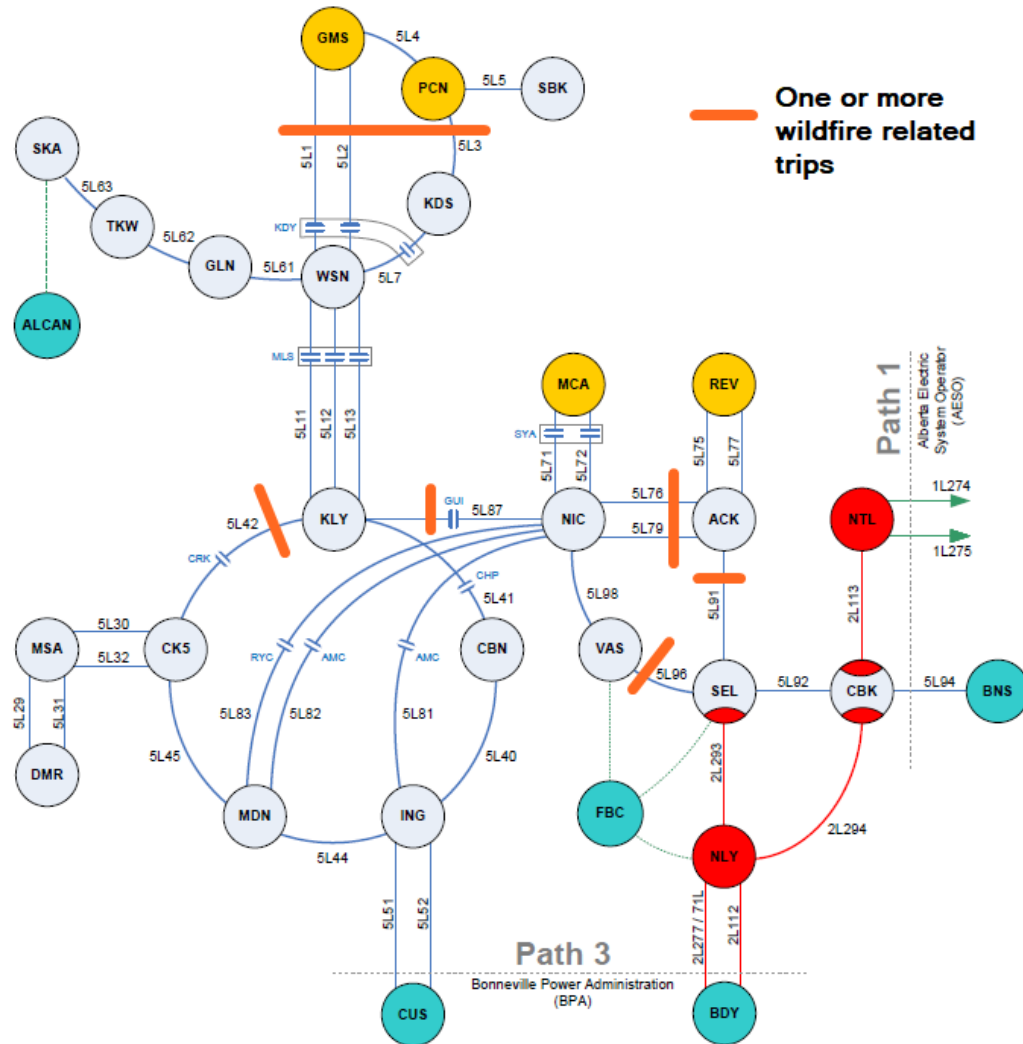 GMS
5L4
PCN
5L5
SBK
One or more
wildfire related
trips
5L1
5L2
5L3
SKA
5L63
TKW
5L62
GLN
5L61
KDS
KDY
WSN
5L7
ALCAN
MLS
5L11
5L12
5L13
MCA
REV
SYA
5L71
5L72
5L75
5L77
Path 1
Alberta Electric
System Operator
(AESO)
5L42
KLY
GUI
5L87
NIC
5L76
5L79
ACK
NTL
1L274
1L275
CRK
CHP
5L41
5L98
5L91
2L113
MSA
5L30
5L32
CK5
RYC
AMC
AMC
CBN
VAS
5L96
SEL
5L92
CBK
5L94
BNS
5L29
5L31
5L83
5L82
5L81
5L45
5L40
2L293
DMR
MDN
ING
FBC
2L294
5L44
NLY
5L51
5L52
2L277 / 71L
2L112
Path 3
Bonneville Power Administration
(BPA)
CUS
BDY